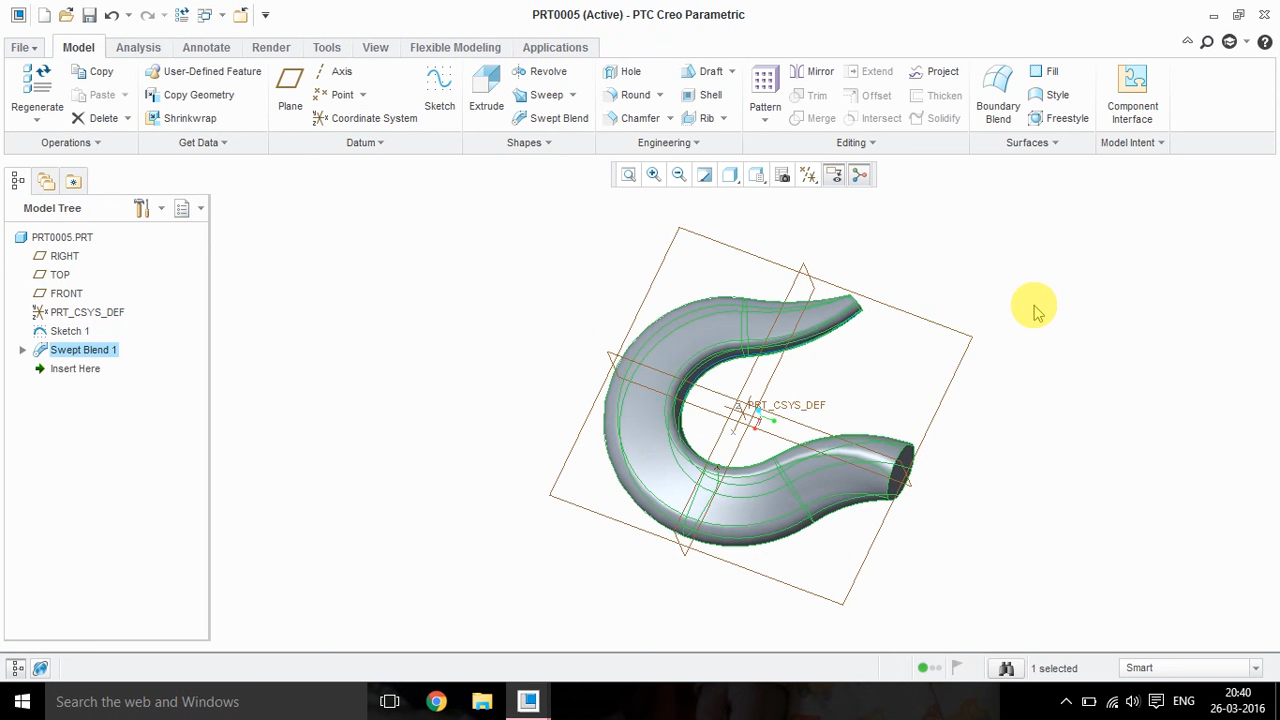 PRT0005 (Active) - PTC Creo Parametric
File Model Analysis Annotate Render Tools View Flexible Modeling Applications
Regenerate
Copy
Paste
Delete
Operations
User-Defined Feature
Copy Geometry
Shrinkwrap
Get Data
Plane
Axis
Point
Coordinate System
Sketch
Datum
Extrude
Revolve
Sweep
Swept Blend
Shapes
Hole
Round
Chamfer
Draft
Shell
Rib
Engineering
Pattern
Mirror
Trim
Merge
Extend
Offset
Intersect
Project
Thicken
Solidify
Editing
Boundary
Blend
Fill
Style
Freestyle
Surfaces
Component
Interface
Model Intent
Model Tree
PRT0005.PRT
RIGHT
TOP
FRONT
PRT_CSYS_DEF
Sketch 1
Swept Blend 1
Insert Here
PRT_CSYS_DEF
X
1 selected
Smart
Search the web and Windows
ENG
20:40
26-03-2016